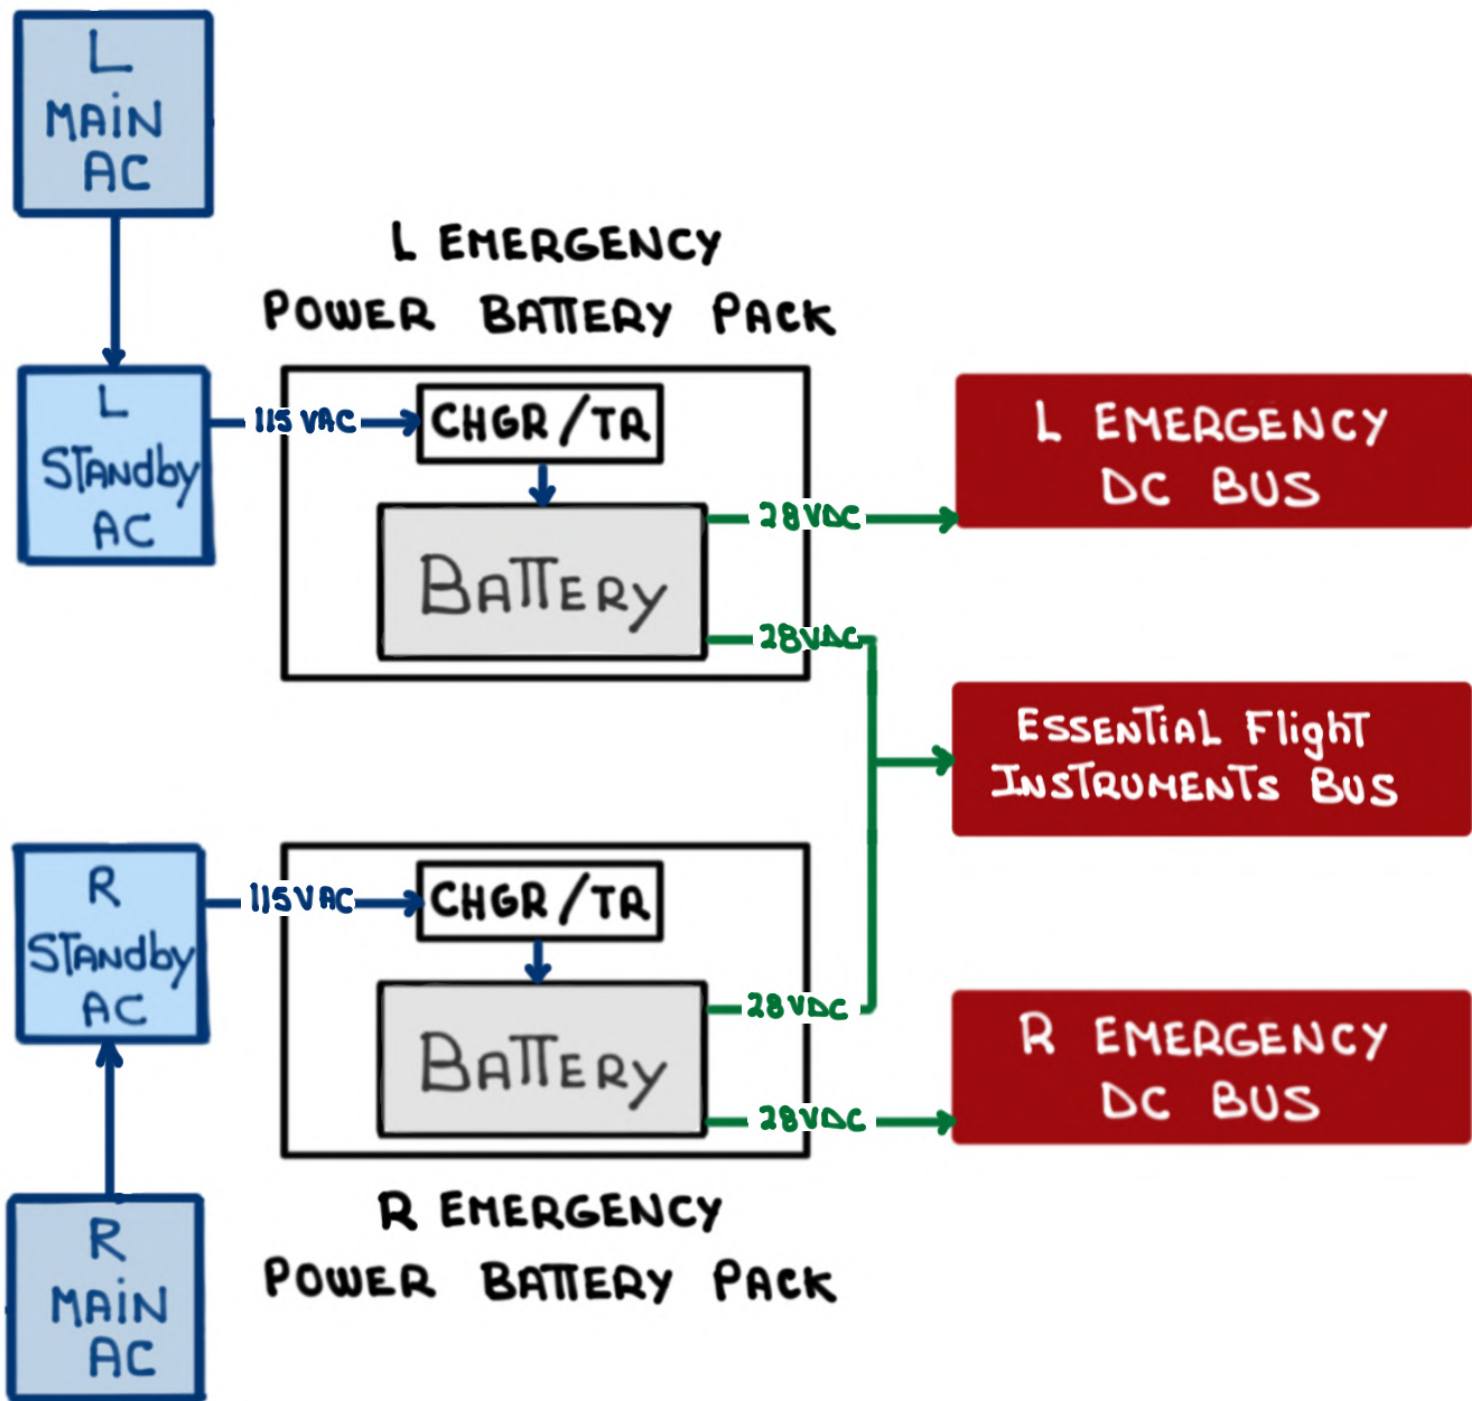 L
MAiN
AC
L EMERGENCY
POWER BATTERY PACK
L
STANdby
AC
115 VAC
CHGR/TR
BATTERY
28VDC
28VDC
L EMERGENCY
DC BUS
ESSENTiAL FlighT
INSTRUMENTs BUS
R
STANdby
AC
115VAC
CHGR/TR
BATTERY
28VDC
28VDC
R EMERGENCY
DC BUS
R EMERGENCY
POWER BATTERY PACK
R
MAiN
AC